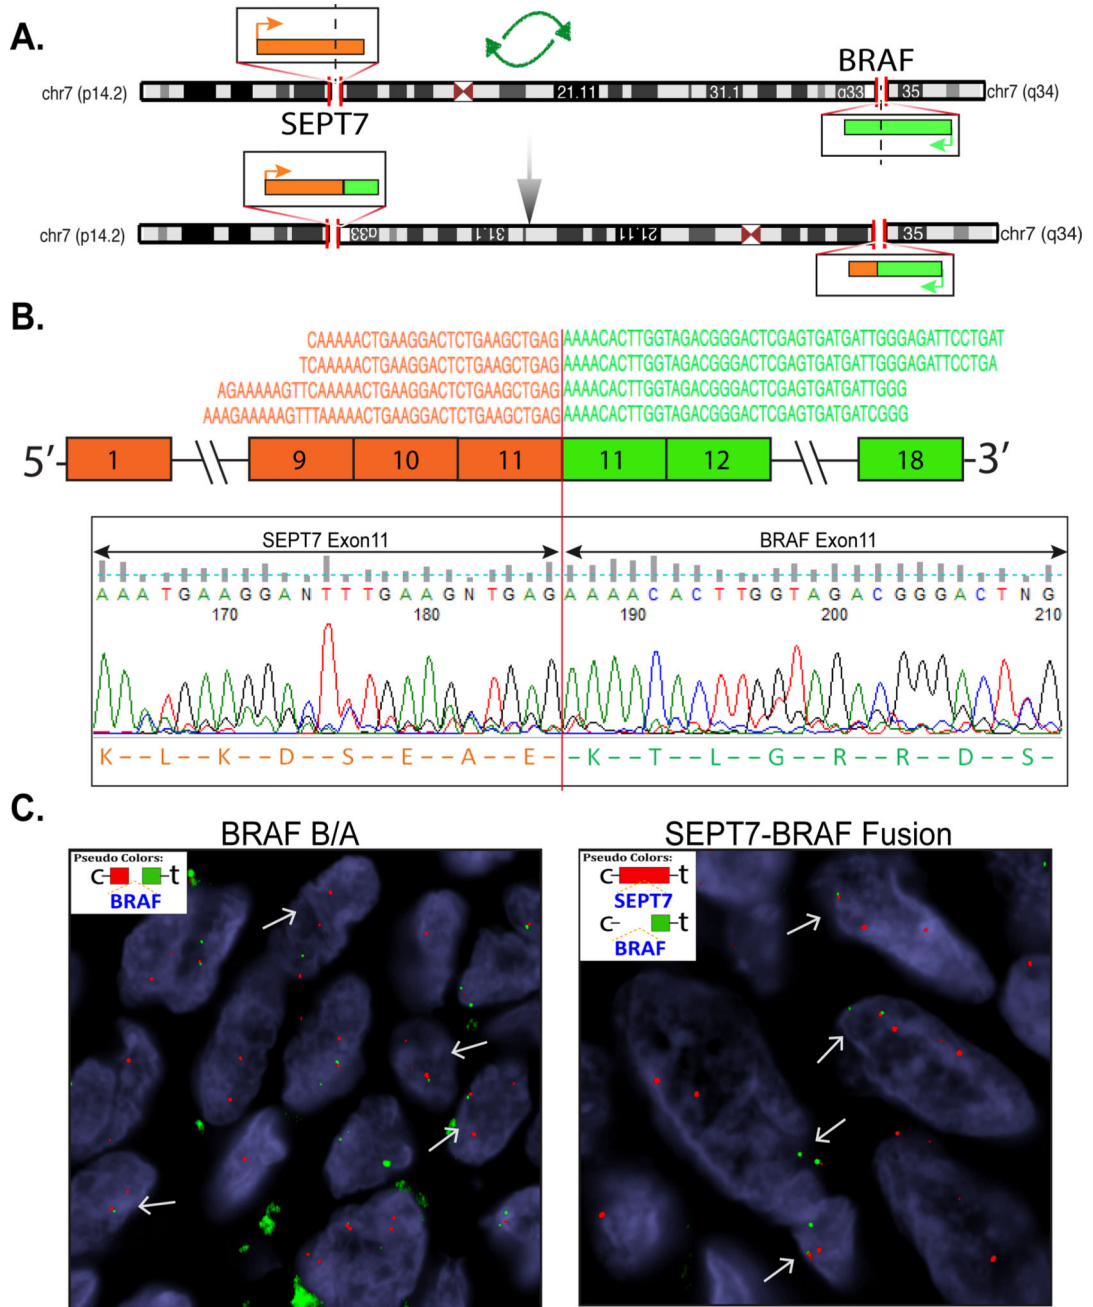 A.
BRAF
chr7 (p14.2)
21.11
31.1
q33
35
chr7 (q34)
SEPT7
chr7 (p14.2)
q33
31.1
21.11
35
chr7 (q34)
B.
CAAAAACTGAAGGACTCTGAAGCTGAG AAAACACTTGGTAGACGGGACTCGAGTGATGATTGGGAGATTCCTGAT
TCAAAAACTGAAGGACTCTGAAGCTGAG AAAACACTTGGTAGACGGGACTCGAGTGATGATTGGGAGATTCCTGA
AGAAAAAGTTCAAAAACTGAAGGACTCTGAAGCTGAG AAAACACTTGGTAGACGGGACTCGAGTGATGATTGGG
AAAGAAAAAGTTTAAAAACTGAAGGACTCTGAAGCTGAG AAAACACTTGGTAGACGGGACTCGAGTGATGATCGGG
5′ 1 9 10 11 11 12 18 3′
SEPT7 Exon11 BRAF Exon11
A A A T G A A G G A N T T T G A A G N T G A G A A A A C A C T T G G T A G A C G G G A C T N G
170 180 190 200 210
K--L--K--D--S--E--A--E--K--T--L--G--R--R--D--S-
C.
BRAF B/A
Pseudo Colors:
c t
BRAF
SEPT7-BRAF Fusion
Pseudo Colors:
c t
SEPT7
c t
BRAF